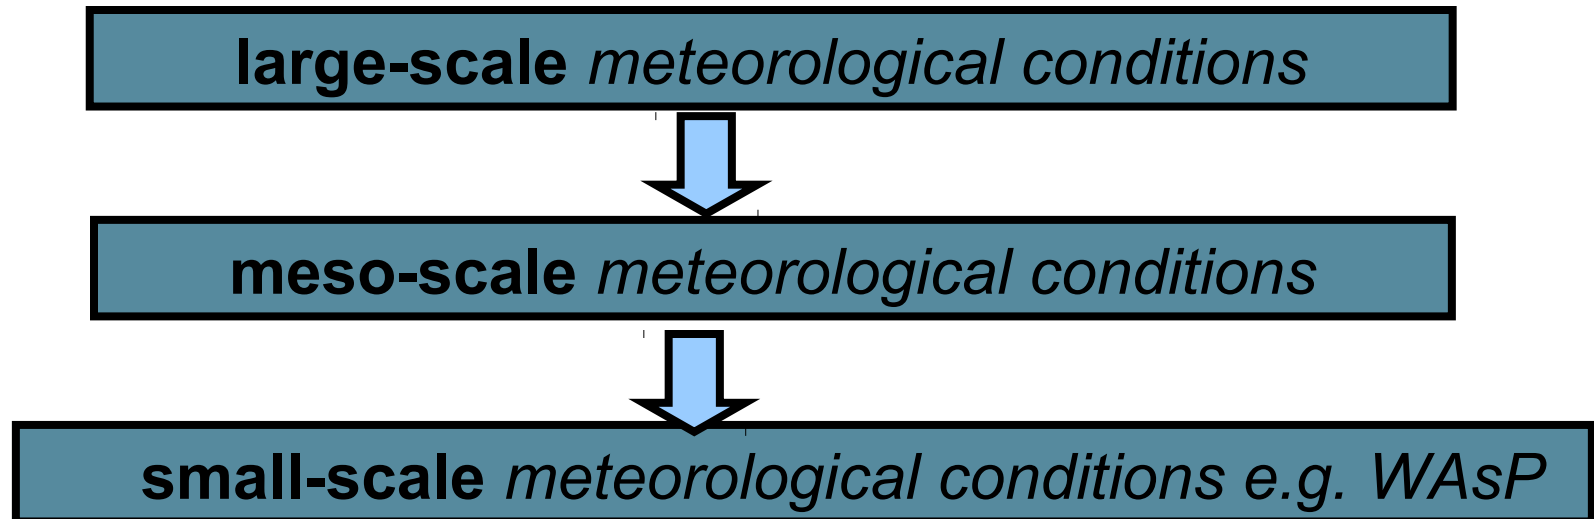 large-scale meteorological conditions
meso-scale meteorological conditions
small-scale meteorological conditions e.g. WAsP